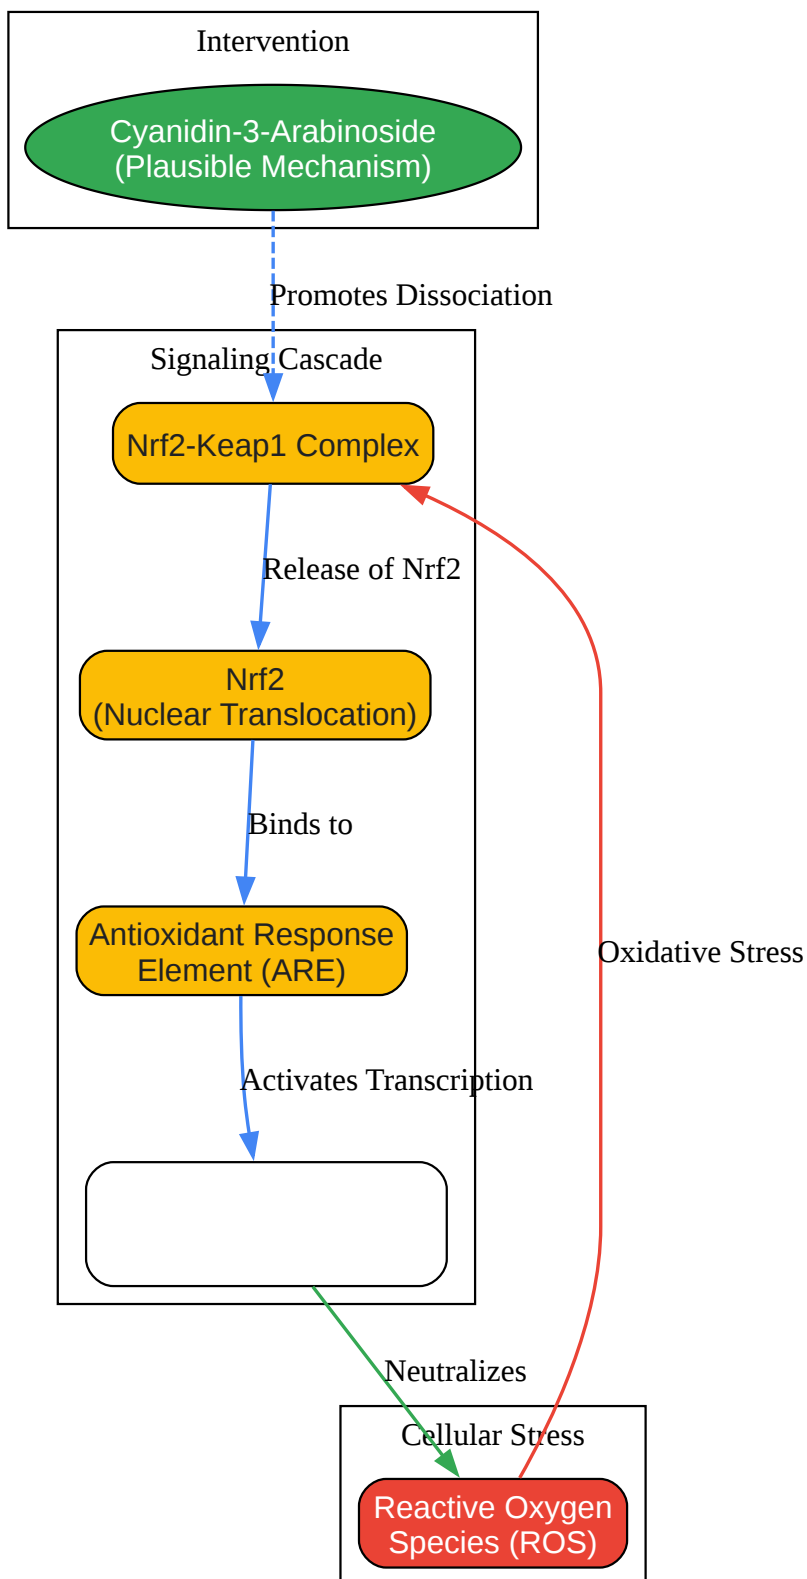 Intervention
Cyanidin-3-Arabinoside
(Plausible Mechanism)
Promotes Dissociation
Signaling Cascade
Nrf2-Keap1 Complex
Release of Nrf2
Nrf2
(Nuclear Translocation)
Binds to
Antioxidant Response
Element (ARE)
Oxidative Stress
Activates Transcription
Neutralizes
Cellular Stress
Reactive Oxygen
Species (ROS)